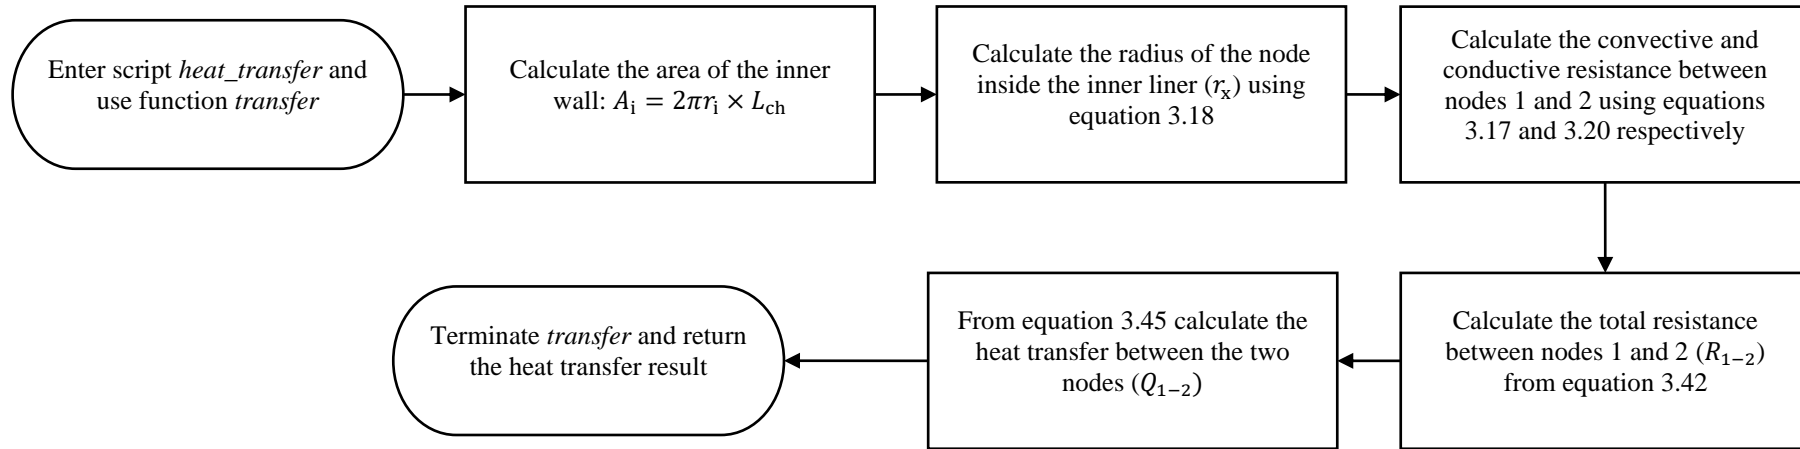 Enter script heat_transfer and
use function transfer
Calculate the area of the inner
wall: 𝐴ᵢ = 2𝜋𝑟ᵢ × 𝐿_ch
Calculate the radius of the node
inside the inner liner (𝑟ₓ) using
equation 3.18
Calculate the convective and
conductive resistance between
nodes 1 and 2 using equations
3.17 and 3.20 respectively
Calculate the total resistance
between nodes 1 and 2 (𝑅₁₋₂)
from equation 3.42
From equation 3.45 calculate the
heat transfer between the two
nodes (𝑄₁₋₂)
Terminate transfer and return
the heat transfer result